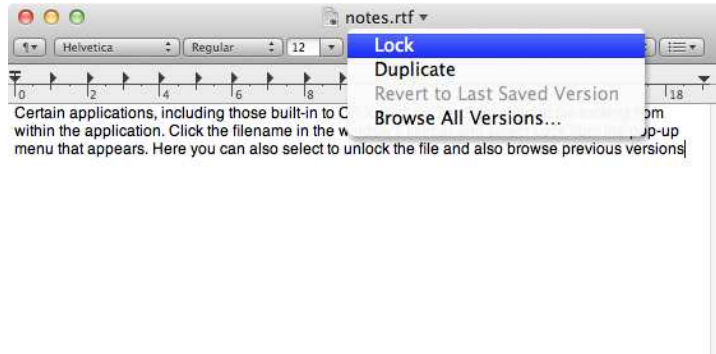 notes.rtf
Helvetica Regular 12 Lock
Duplicate
Revert to Last Saved Version
Browse All Versions...
0 2 4 6 8 18
Certain applications, including those built-in to
within the application. Click the filename in the
menu that appears. Here you can also select to unlock the file and also browse previous versions